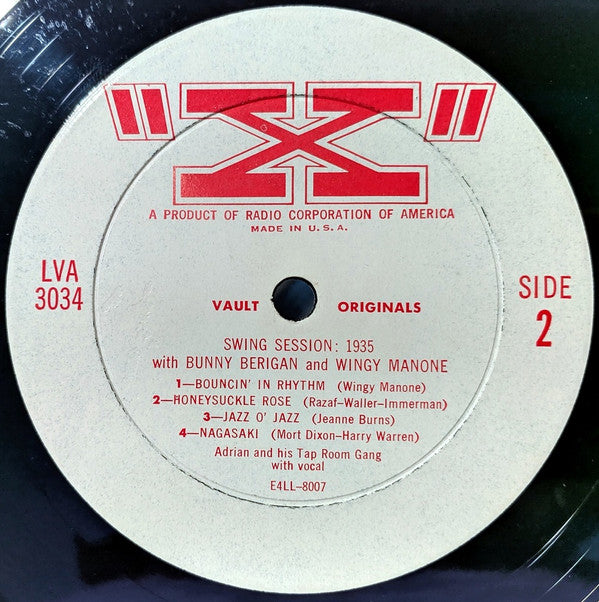 "X"
A PRODUCT OF RADIO CORPORATION OF AMERICA
MADE IN U.S.A.
LVA
3034
SIDE
2
VAULT ORIGINALS
SWING SESSION: 1935
with BUNNY BERIGAN and WINGY MANONE
1—BOUNCIN' IN RHYTHM (Wingy Manone)
2—HONEYSUCKLE ROSE (Razaf-Waller-Immerman)
3—JAZZ O' JAZZ (Jeanne Burns)
4—NAGASAKI (Mort Dixon-Harry Warren)
Adrian and his Tap Room Gang
with vocal
E4LL-8007